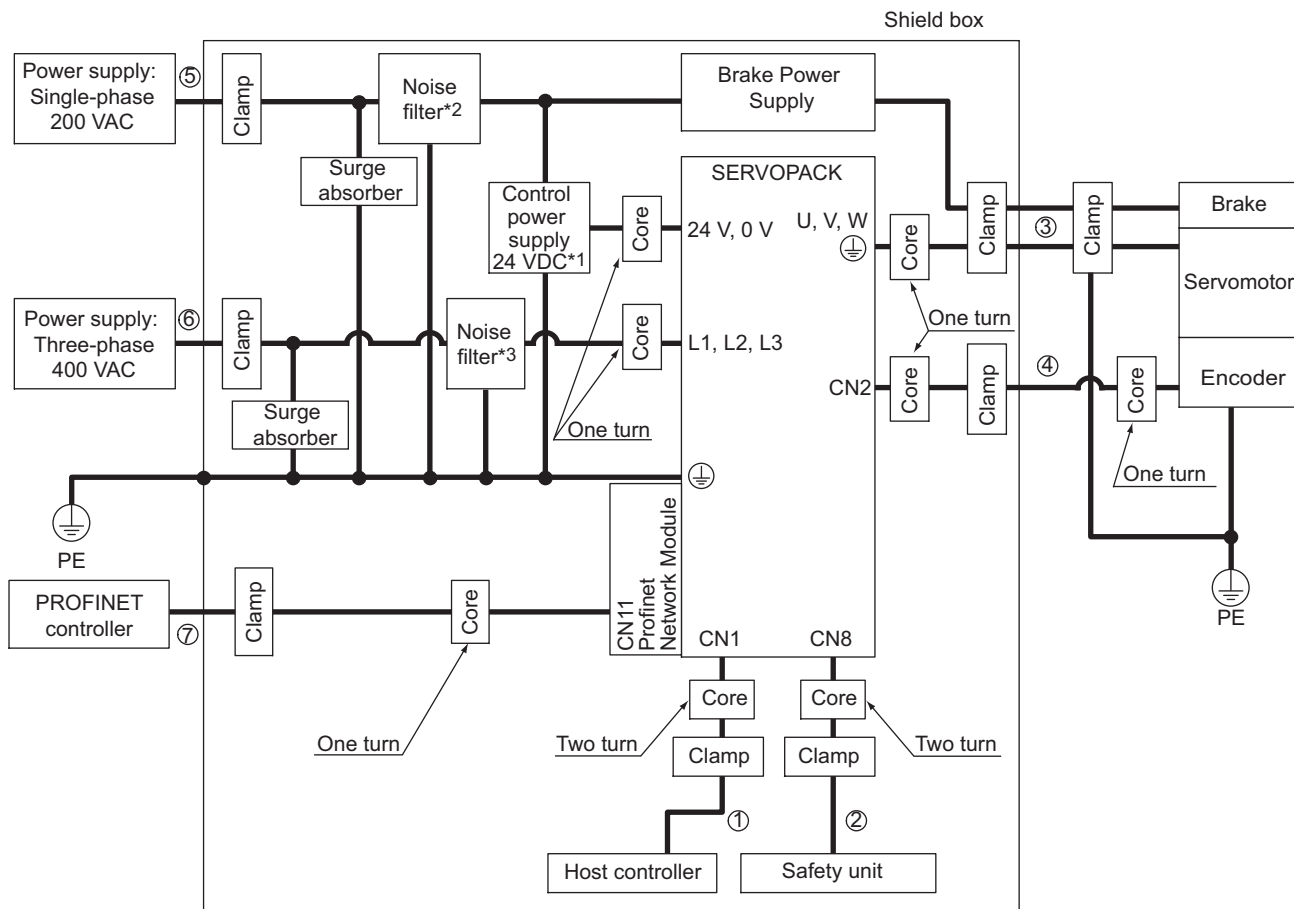 Shield box
Power supply:
Single-phase
200 VAC
⑤
Clamp
Noise
filter*2
Brake Power
Supply
Surge
absorber
Control
power
supply
24 VDC*1
Core
SERVOPACK
24 V, 0 V
U, V, W
Core
Clamp
③
Clamp
Brake
Servomotor
Power supply:
Three-phase
400 VAC
⑥
Clamp
Noise
filter*3
Core
L1, L2, L3
One turn
CN2
Core
Clamp
④
Core
Encoder
Surge
absorber
One turn
One turn
PE
PE
PROFINET
controller
⑦
Clamp
Core
CN11
Profinet
Network Module
CN1
CN8
Core
Core
One turn
Two turn
Two turn
Clamp
Clamp
①
②
Host controller
Safety unit